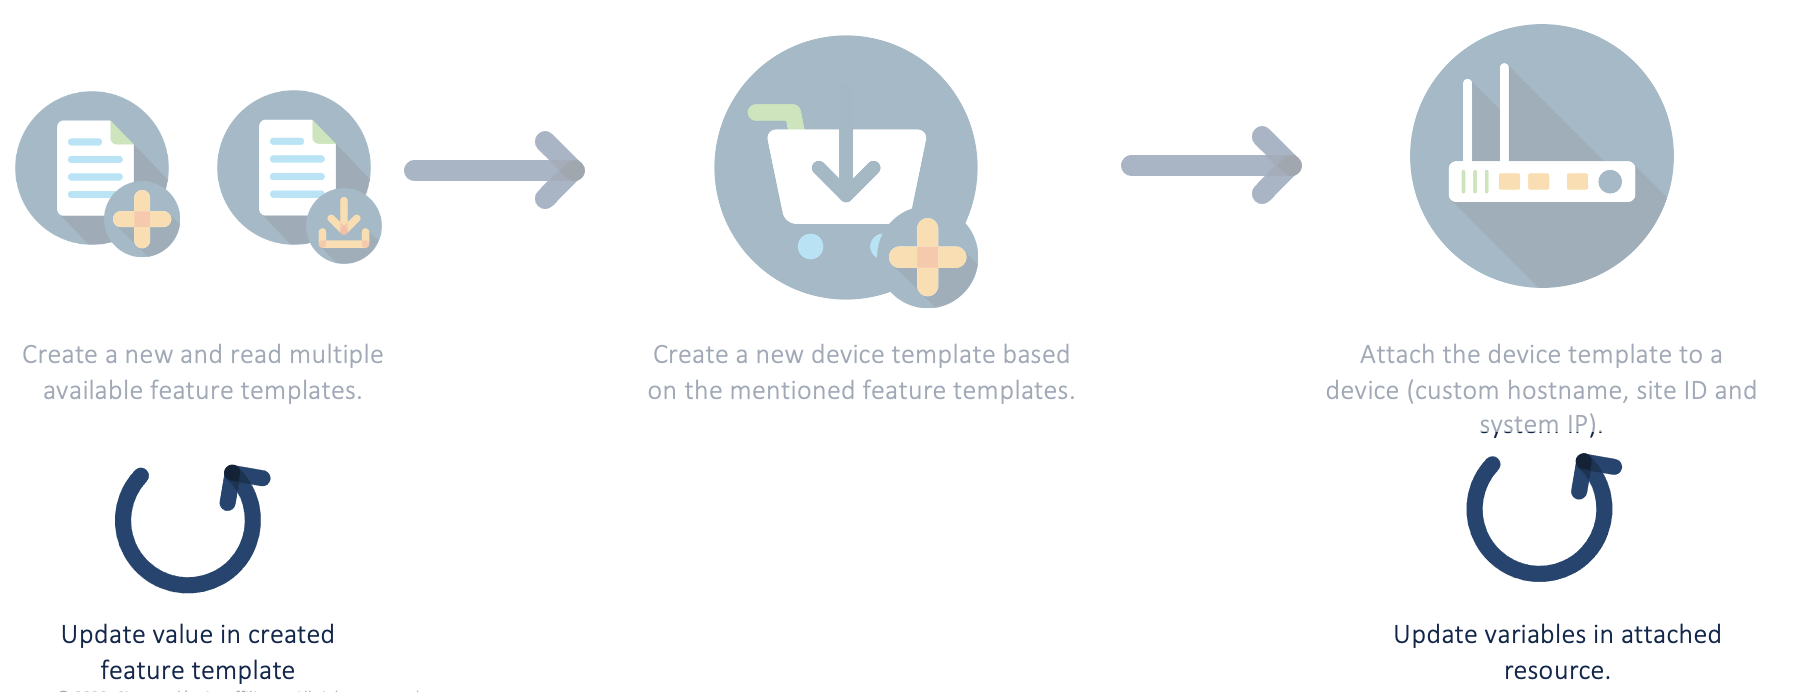 Create a new and read multiple
available feature templates.
Create a new device template based
on the mentioned feature templates.
Attach the device template to a
device (custom hostname, site ID and
system IP).
Update value in created
feature template
Update variables in attached
resource.